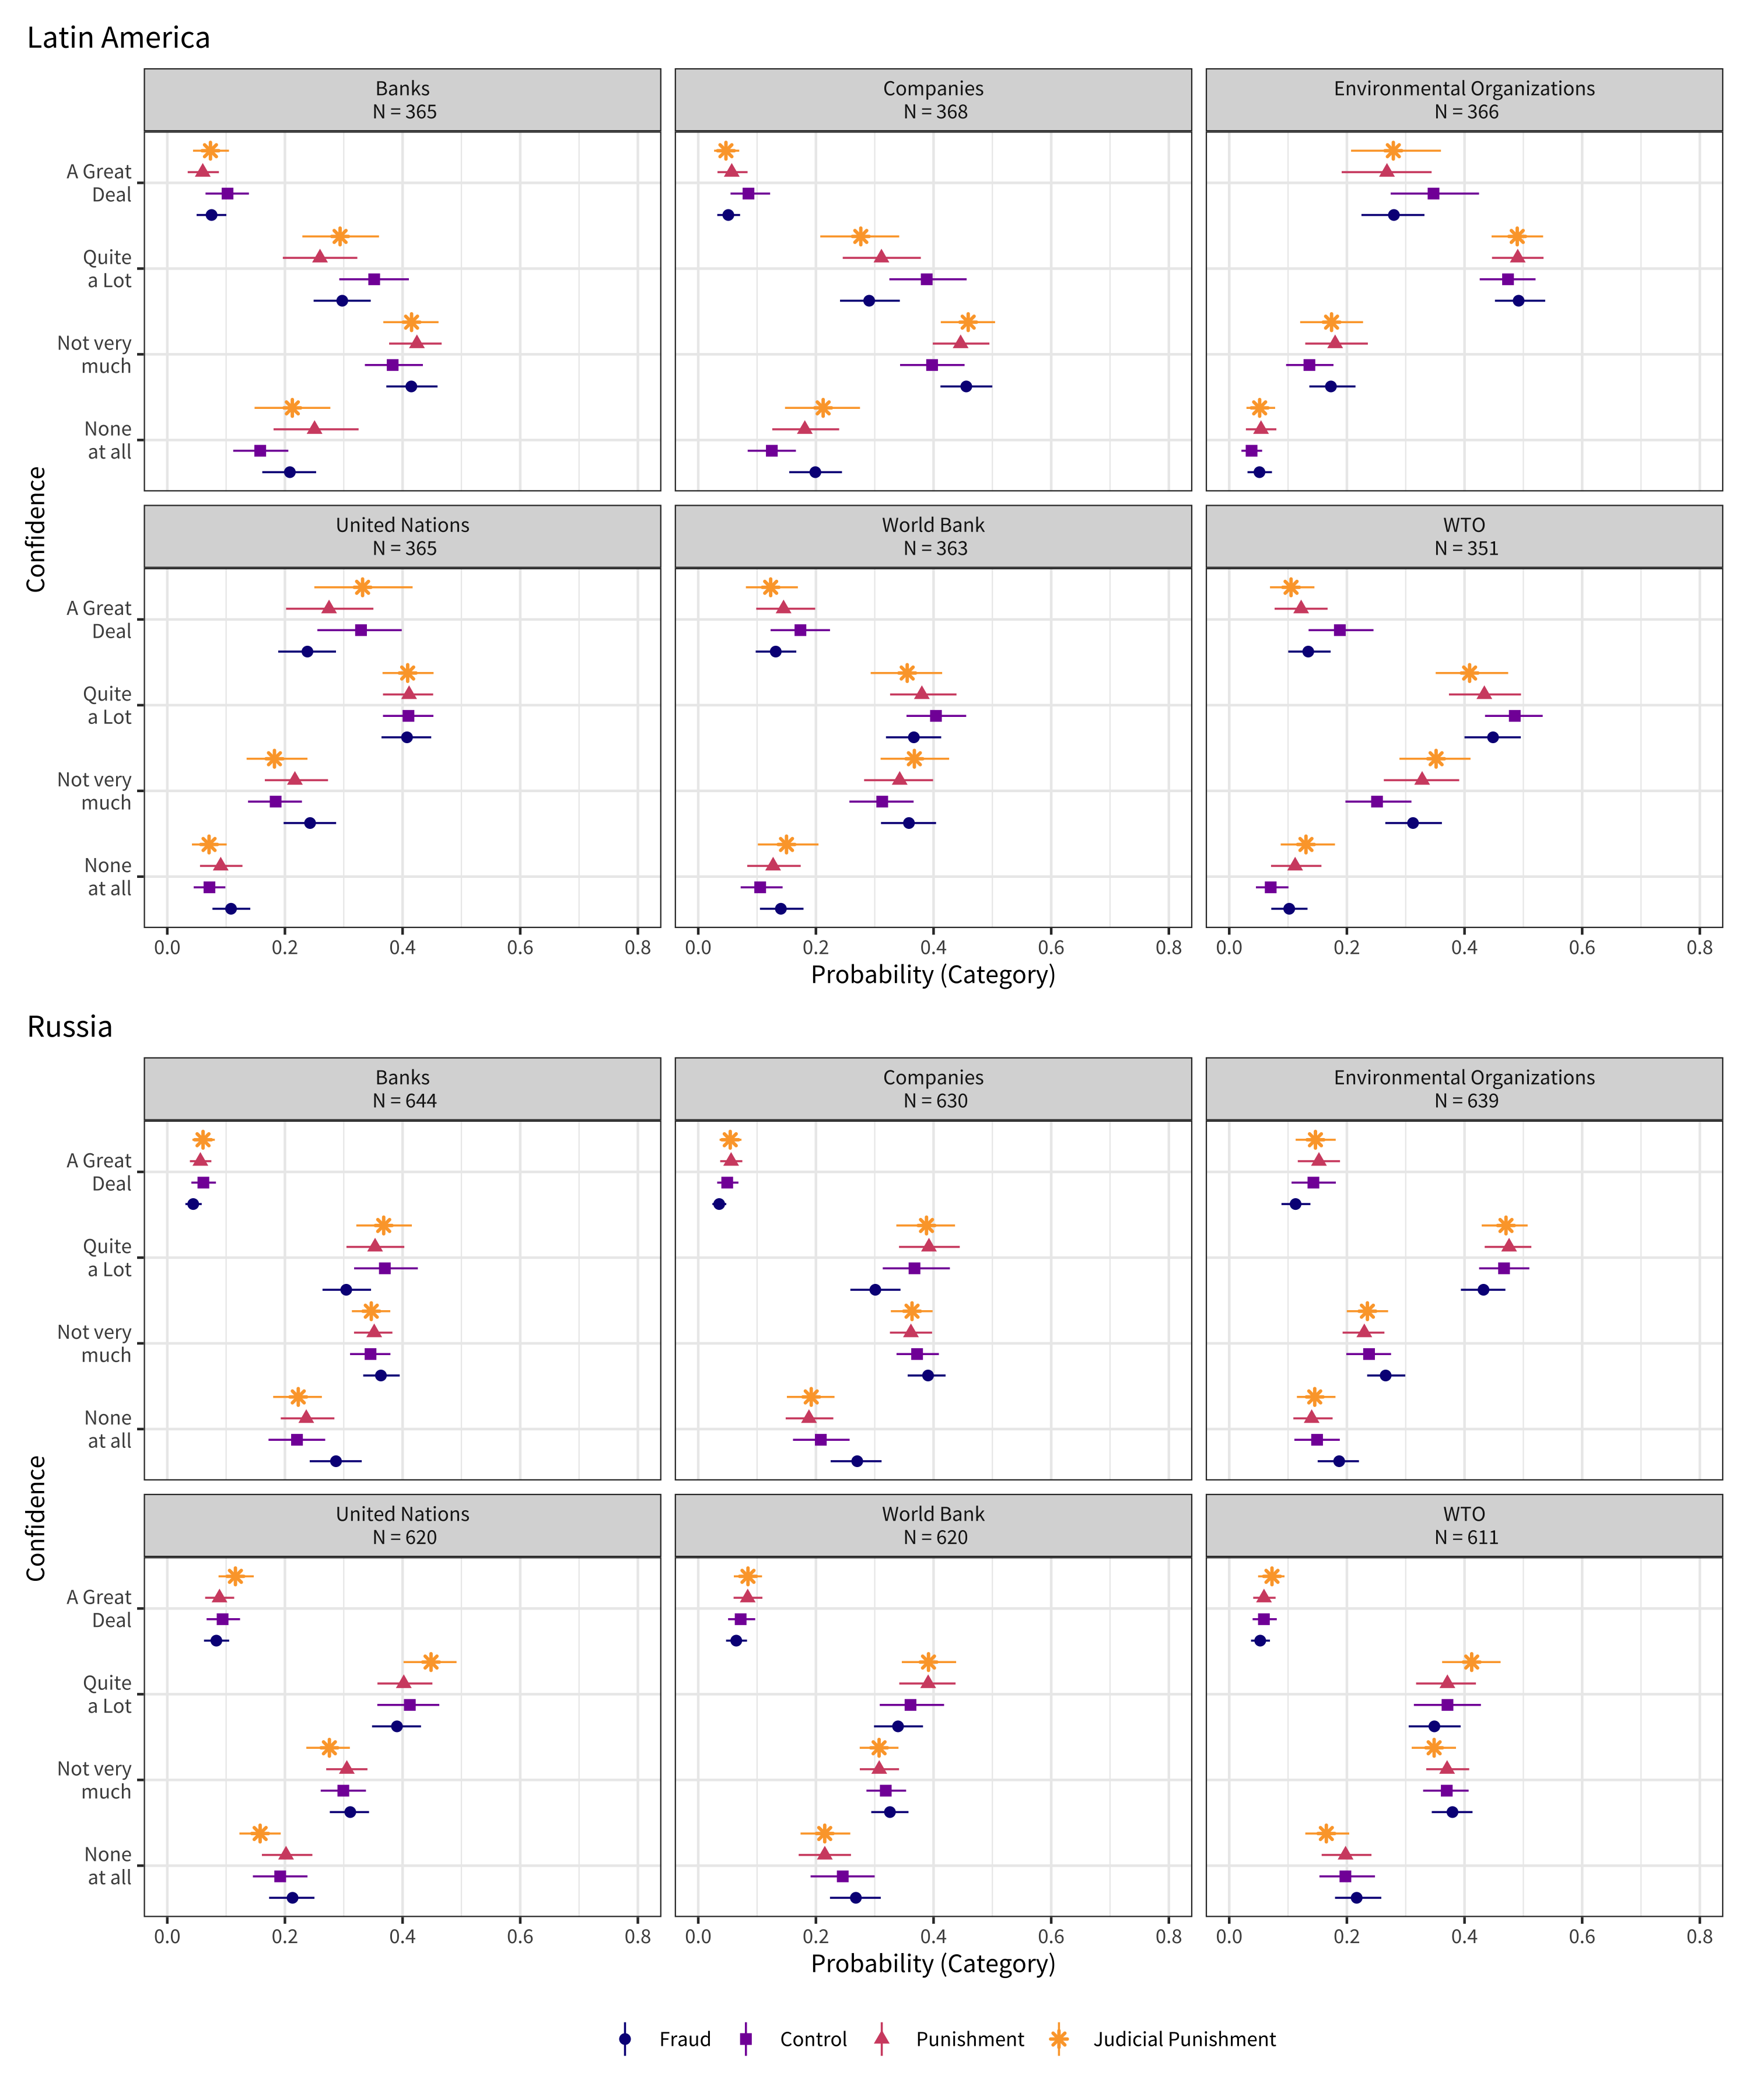 Latin America
Banks
N = 365
Companies
N = 368
Environmental Organizations
N = 366
A Great
Deal
Quite
a Lot
Not very
much
None
at all
Confidence
United Nations
N = 365
World Bank
N = 363
WTO
N = 351
A Great
Deal
Quite
a Lot
Not very
much
None
at all
0.0 0.2 0.4 0.6 0.8
0.0 0.2 0.4 0.6 0.8
0.0 0.2 0.4 0.6 0.8
Probability (Category)
Russia
Banks
N = 644
Companies
N = 630
Environmental Organizations
N = 639
A Great
Deal
Quite
a Lot
Not very
much
None
at all
Confidence
United Nations
N = 620
World Bank
N = 620
WTO
N = 611
A Great
Deal
Quite
a Lot
Not very
much
None
at all
0.0 0.2 0.4 0.6 0.8
0.0 0.2 0.4 0.6 0.8
0.0 0.2 0.4 0.6 0.8
Probability (Category)
Fraud Control Punishment Judicial Punishment